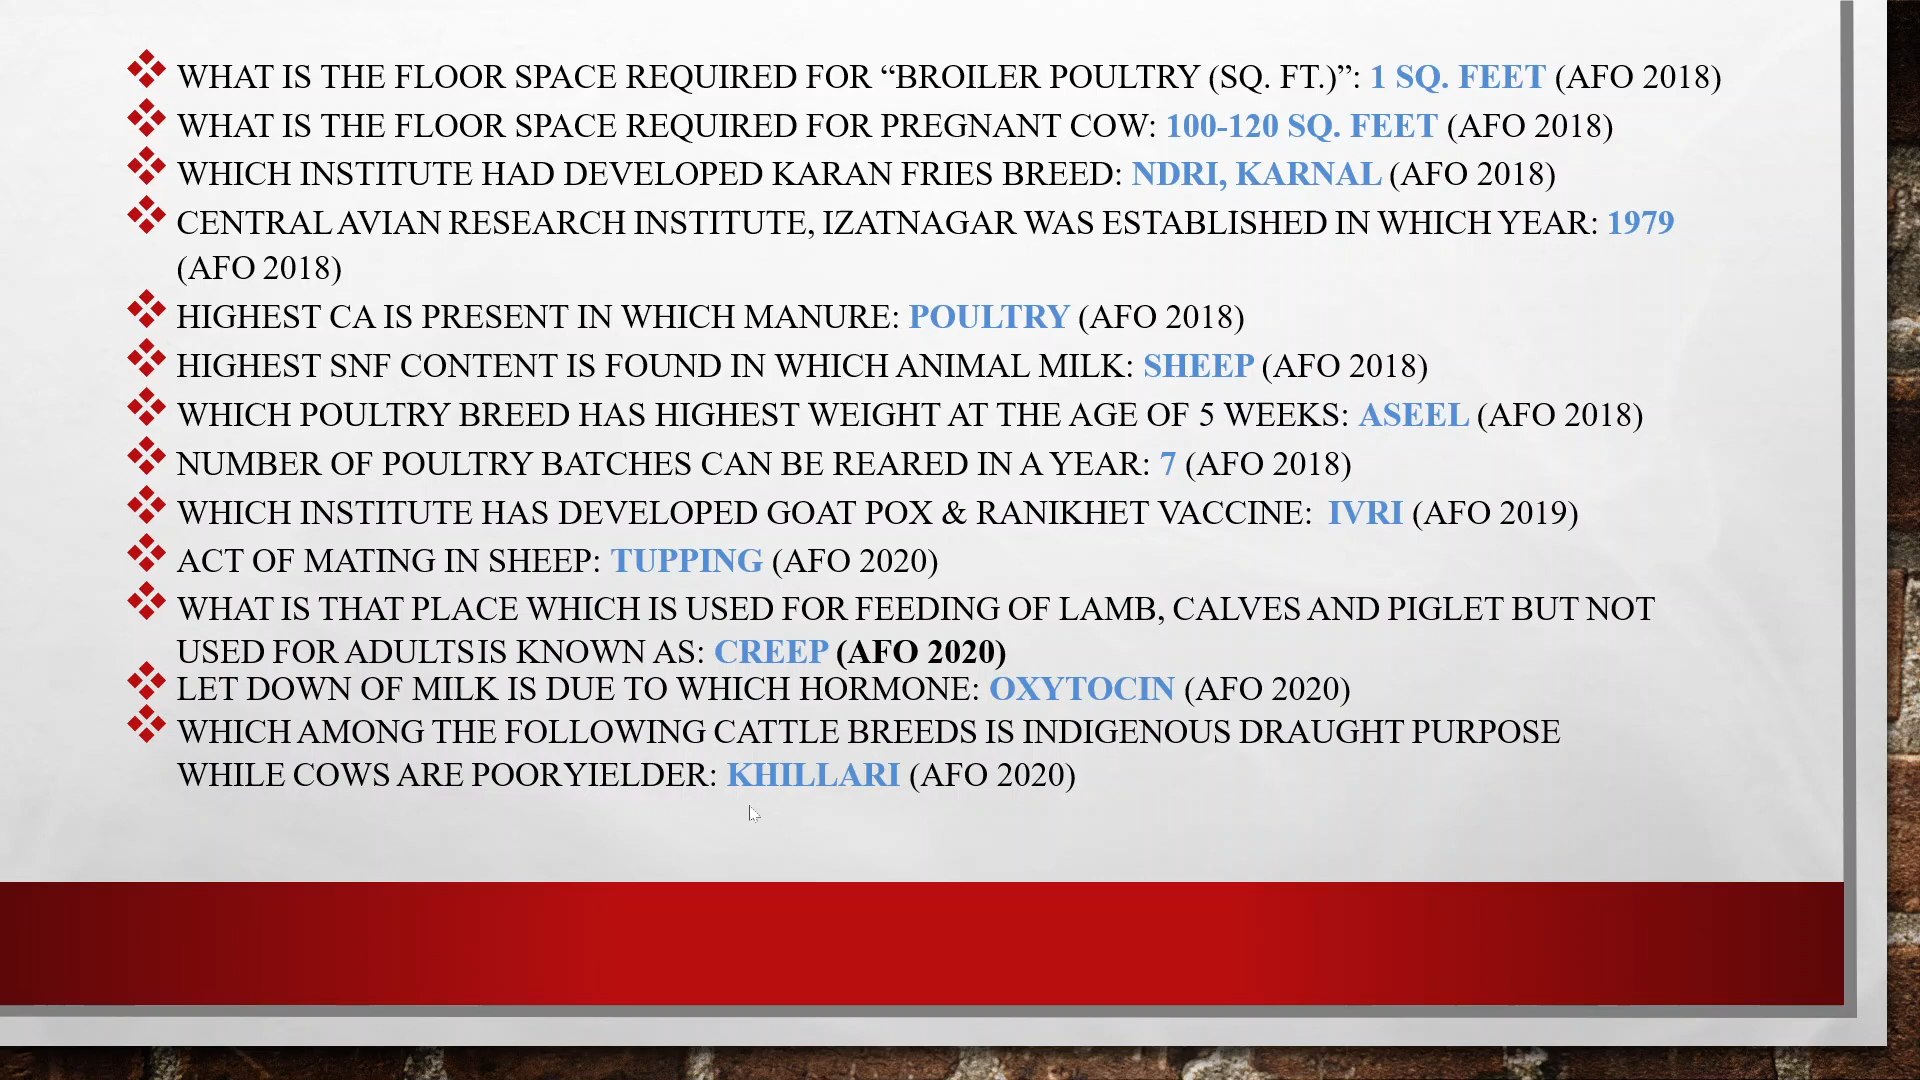 WHAT IS THE FLOOR SPACE REQUIRED FOR “BROILER POULTRY (SQ. FT.)”: 1 SQ. FEET (AFO 2018)
WHAT IS THE FLOOR SPACE REQUIRED FOR PREGNANT COW: 100-120 SQ. FEET (AFO 2018)
WHICH INSTITUTE HAD DEVELOPED KARAN FRIES BREED: NDRI, KARNAL (AFO 2018)
CENTRAL AVIAN RESEARCH INSTITUTE, IZATNAGAR WAS ESTABLISHED IN WHICH YEAR: 1979
(AFO 2018)
HIGHEST CA IS PRESENT IN WHICH MANURE: POULTRY (AFO 2018)
HIGHEST SNF CONTENT IS FOUND IN WHICH ANIMAL MILK: SHEEP (AFO 2018)
WHICH POULTRY BREED HAS HIGHEST WEIGHT AT THE AGE OF 5 WEEKS: ASEEL (AFO 2018)
NUMBER OF POULTRY BATCHES CAN BE REARED IN A YEAR: 7 (AFO 2018)
WHICH INSTITUTE HAS DEVELOPED GOAT POX & RANIKHET VACCINE: IVRI (AFO 2019)
ACT OF MATING IN SHEEP: TUPPING (AFO 2020)
WHAT IS THAT PLACE WHICH IS USED FOR FEEDING OF LAMB, CALVES AND PIGLET BUT NOT
USED FOR ADULTS IS KNOWN AS: CREEP (AFO 2020)
LET DOWN OF MILK IS DUE TO WHICH HORMONE: OXYTOCIN (AFO 2020)
WHICH AMONG THE FOLLOWING CATTLE BREEDS IS INDIGENOUS DRAUGHT PURPOSE
WHILE COWS ARE POOR YIELDER: KHILLARI (AFO 2020)